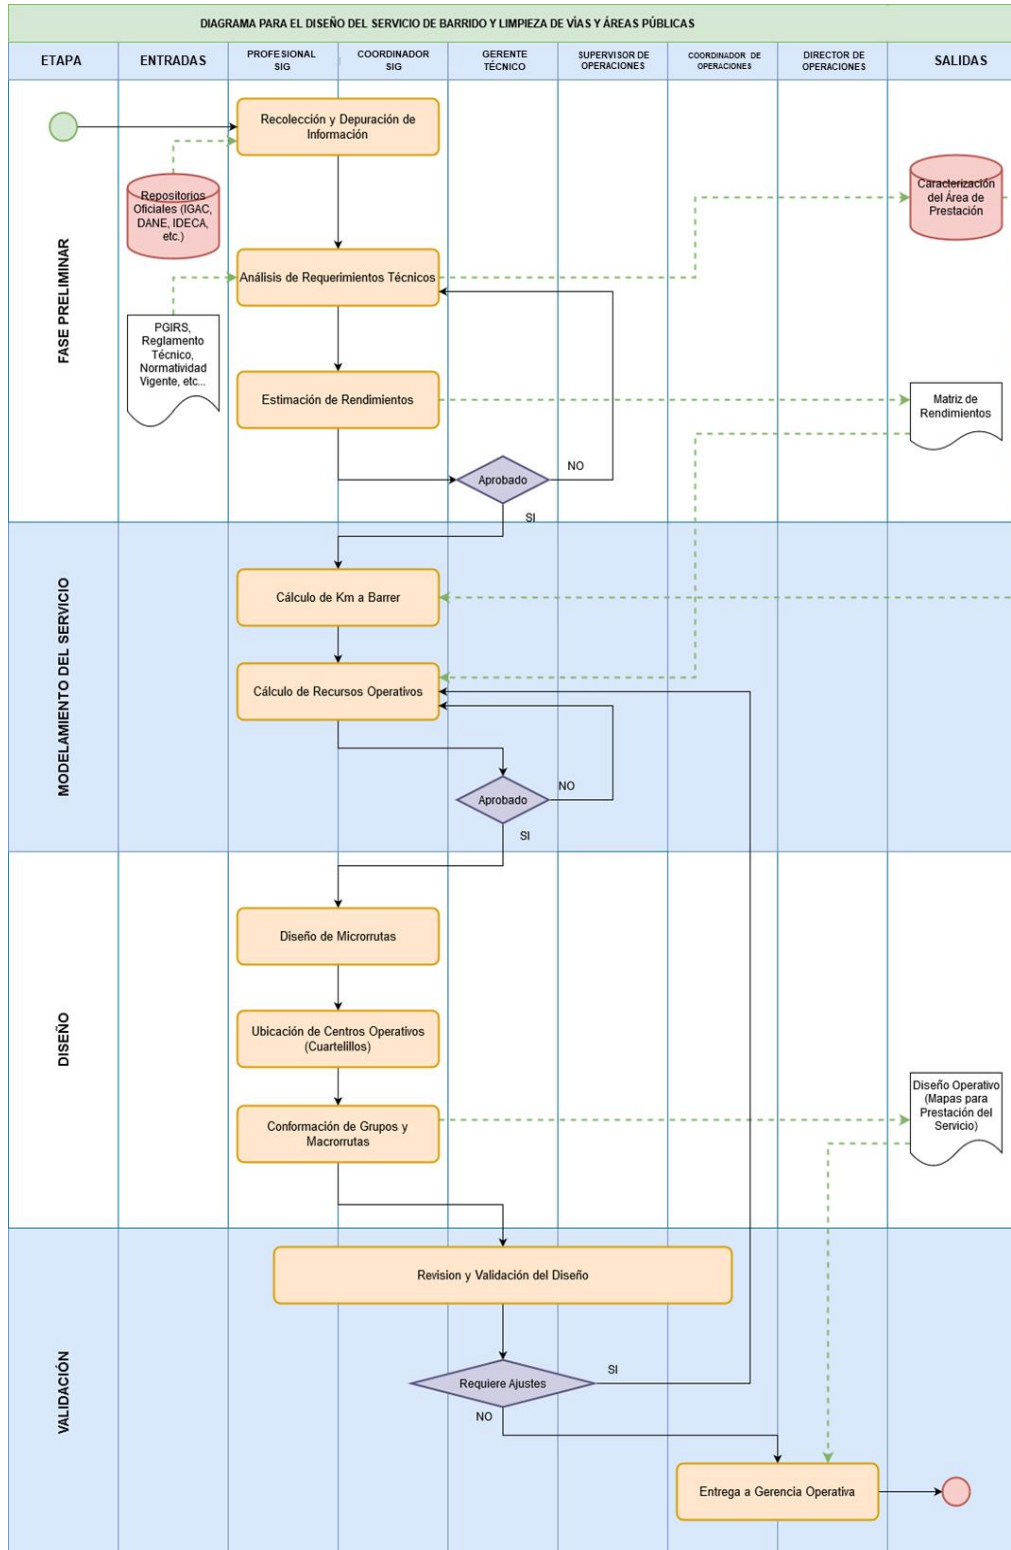 DIAGRAMA PARA EL DISEÑO DEL SERVICIO DE BARRIDO Y LIMPIEZA DE VÍAS Y ÁREAS PÚBLICAS
ETAPA
ENTRADAS
PROFESIONAL
SIG
COORDINADOR
SIG
GERENTE
TÉCNICO
SUPERVISOR DE
OPERACIONES
COORDINADOR DE
OPERACIONES
DIRECTOR DE
OPERACIONES
SALIDAS
FASE PRELIMINAR
Recolección y Depuración de
Información
Repositorios
Oficiales (IGAC,
DANE, IDECA,
etc.)
Caracterización
del Área de
Prestación
Análisis de Requerimientos Técnicos
PGIRS,
Reglamento
Técnico,
Normatividad
Vigente, etc...
Estimación de Rendimientos
Matriz de
Rendimientos
Aprobado
NO
SI
MODELAMIENTO DEL SERVICIO
Cálculo de Km a Barrer
Cálculo de Recursos Operativos
Aprobado
NO
SI
DISEÑO
Diseño de Microrrutas
Ubicación de Centros Operativos
(Cuartelillos)
Conformación de Grupos y
Macrorrutas
Diseño Operativo
(Mapas para
Prestación del
Servicio)
VALIDACIÓN
Revision y Validación del Diseño
Requiere Ajustes
SI
NO
Entrega a Gerencia Operativa